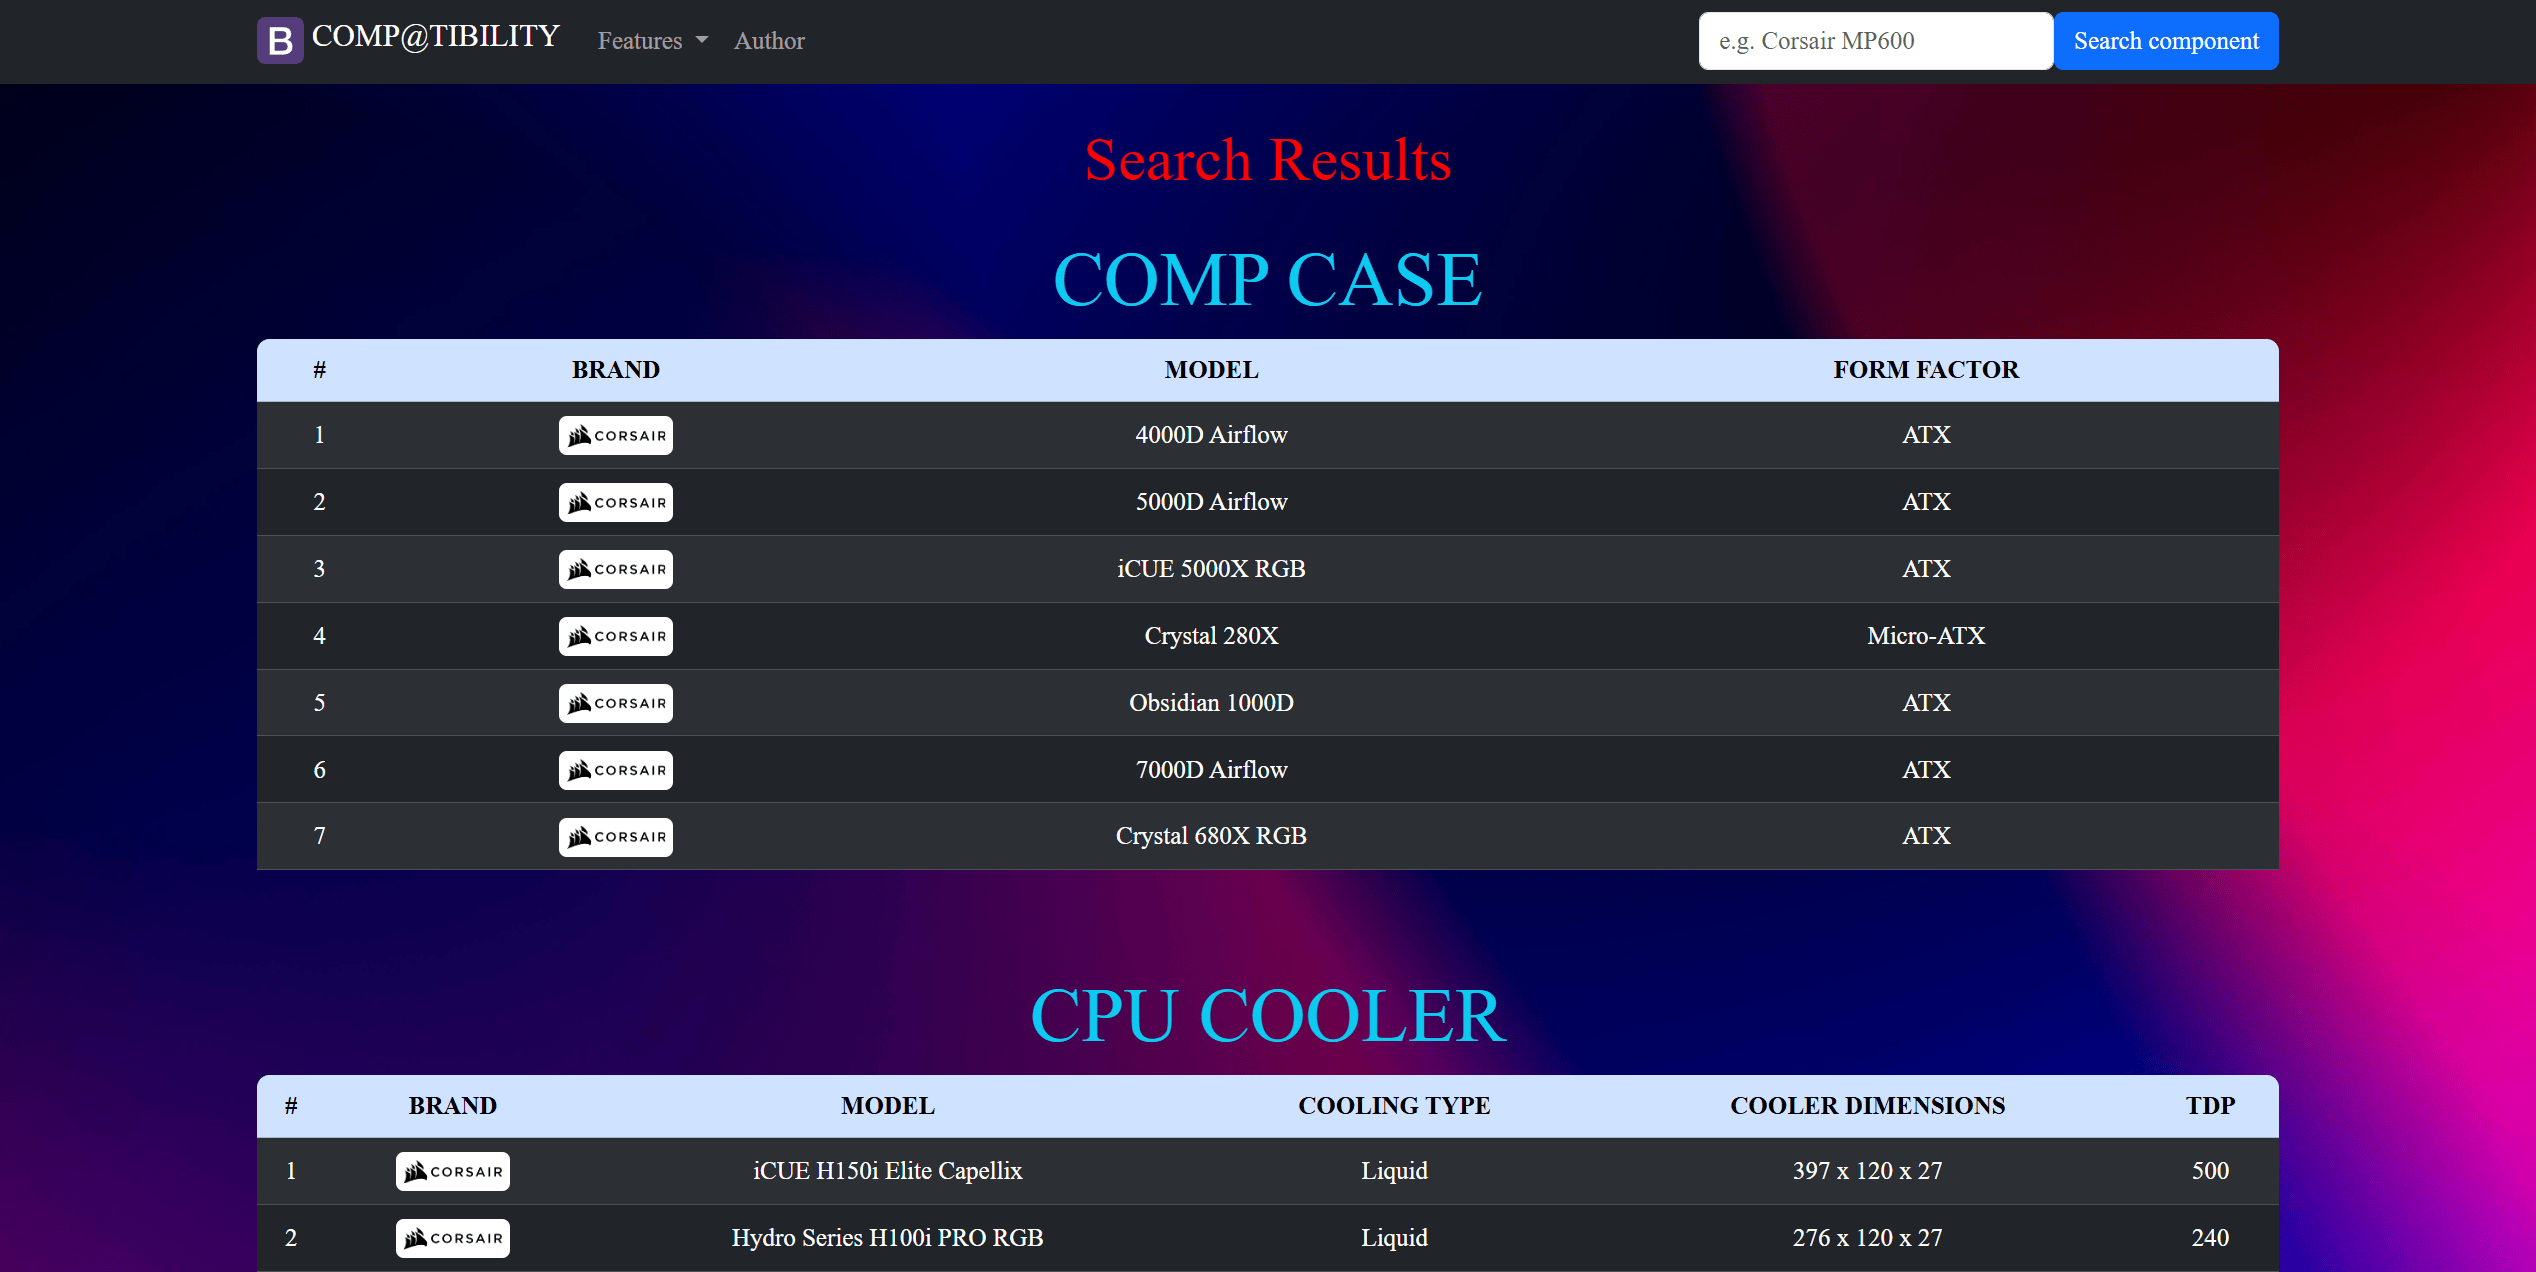 B COMP@TIBILITY Features Author e.g. Corsair MP600 Search component
Search Results
COMP CASE
# BRAND MODEL FORM FACTOR
1 CORSAIR 4000D Airflow ATX
2 CORSAIR 5000D Airflow ATX
3 CORSAIR iCUE 5000X RGB ATX
4 CORSAIR Crystal 280X Micro-ATX
5 CORSAIR Obsidian 1000D ATX
6 CORSAIR 7000D Airflow ATX
7 CORSAIR Crystal 680X RGB ATX
CPU COOLER
# BRAND MODEL COOLING TYPE COOLER DIMENSIONS TDP
1 CORSAIR iCUE H150i Elite Capellix Liquid 397 x 120 x 27 500
2 CORSAIR Hydro Series H100i PRO RGB Liquid 276 x 120 x 27 240